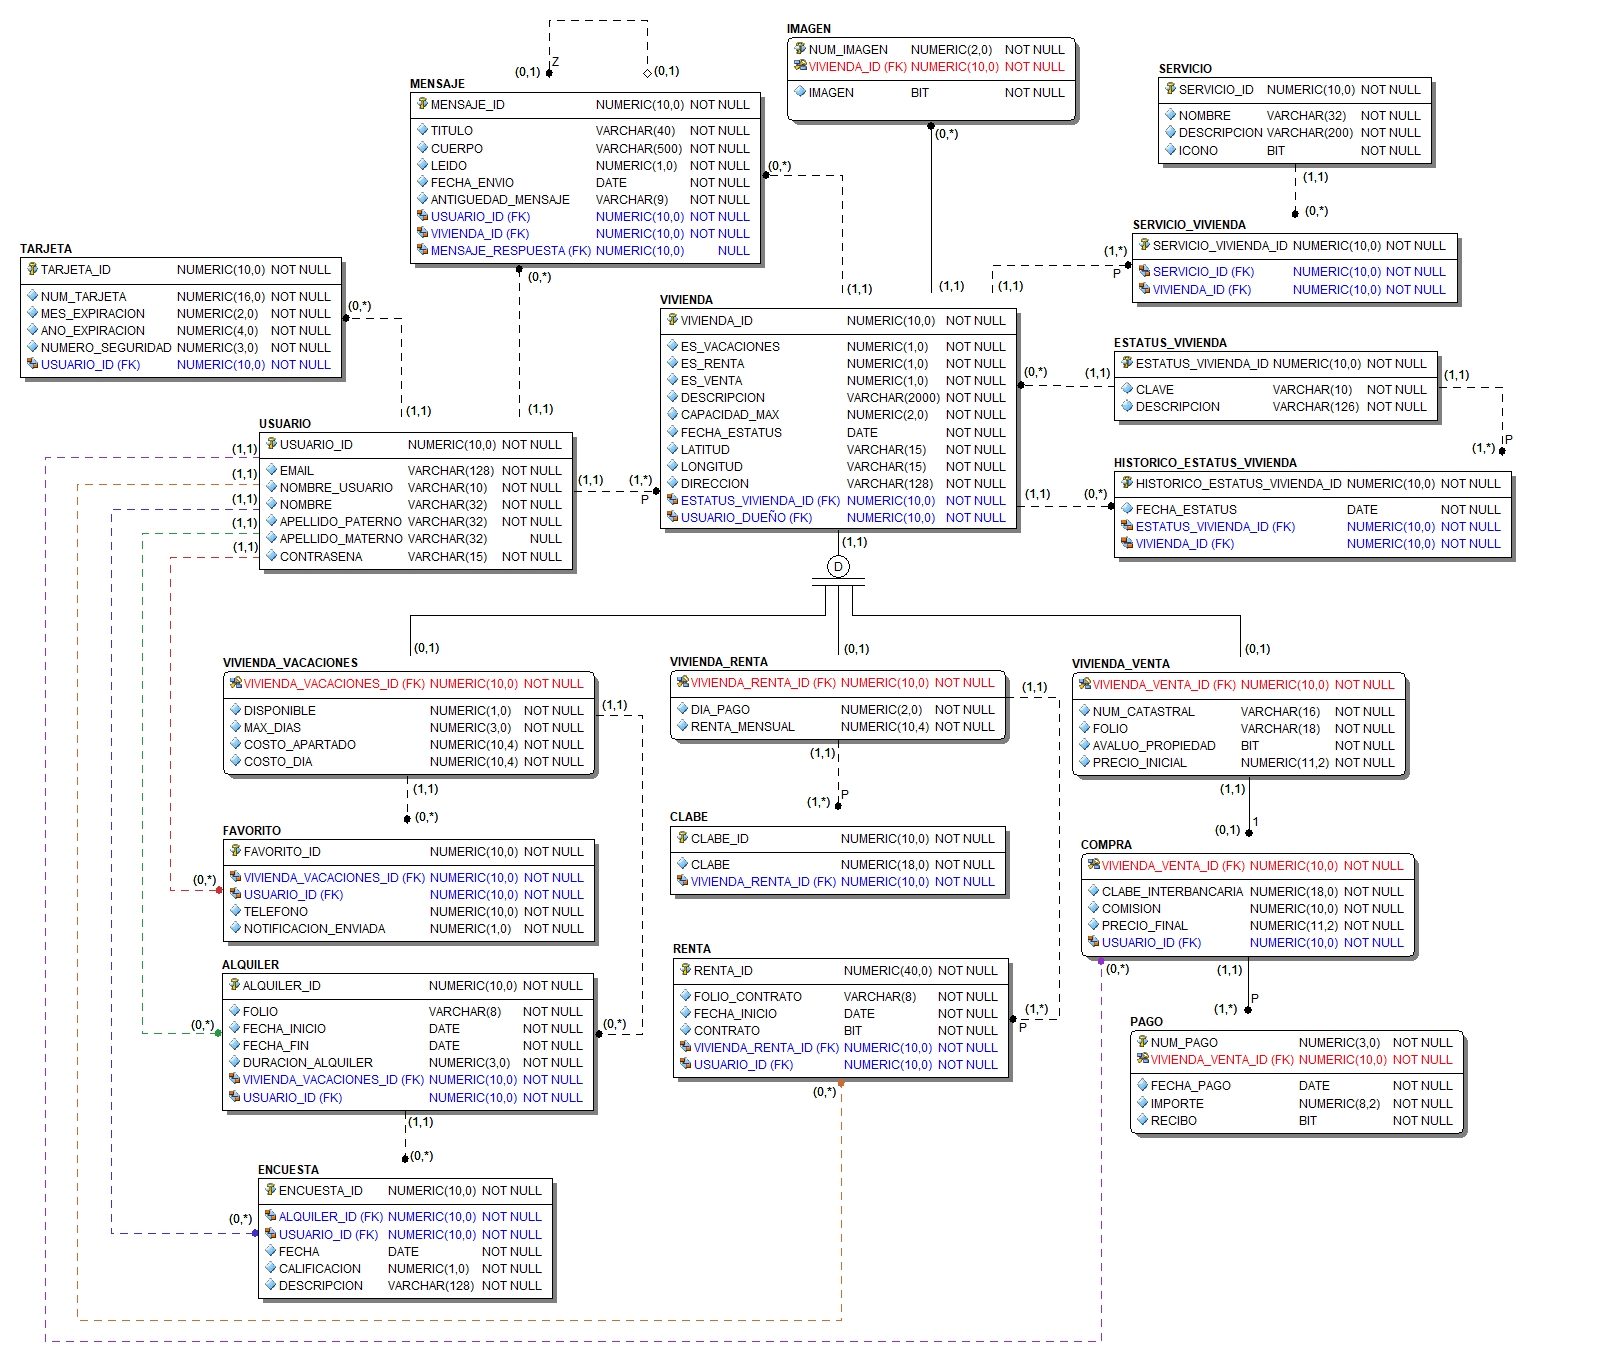 MENSAJE
(0,1) Z (0,1)
MENSAJE_ID NUMERIC(10,0) NOT NULL
TITULO VARCHAR(40) NOT NULL
CUERPO VARCHAR(500) NOT NULL
LEIDO NUMERIC(1,0) NOT NULL
FECHA_ENVIO DATE NOT NULL
ANTIGUEDAD_MENSAJE VARCHAR(9) NOT NULL
USUARIO_ID (FK) NUMERIC(10,0) NOT NULL
VIVIENDA_ID (FK) NUMERIC(10,0) NOT NULL
MENSAJE_RESPUESTA (FK) NUMERIC(10,0) NULL
(0,*)
(1,1)
(0,*)
(1,1)
IMAGEN
NUM_IMAGEN NUMERIC(2,0) NOT NULL
VIVIENDA_ID (FK) NUMERIC(10,0) NOT NULL
IMAGEN BIT NOT NULL
(0,*)
(1,1)
SERVICIO
SERVICIO_ID NUMERIC(10,0) NOT NULL
NOMBRE VARCHAR(32) NOT NULL
DESCRIPCION VARCHAR(200) NOT NULL
ICONO BIT NOT NULL
(1,1)
(0,*)
SERVICIO_VIVIENDA
SERVICIO_VIVIENDA_ID NUMERIC(10,0) NOT NULL
SERVICIO_ID (FK) NUMERIC(10,0) NOT NULL
VIVIENDA_ID (FK) NUMERIC(10,0) NOT NULL
(1,*)
P
(1,1)
TARJETA
TARJETA_ID NUMERIC(10,0) NOT NULL
NUM_TARJETA NUMERIC(16,0) NOT NULL
MES_EXPIRACION NUMERIC(2,0) NOT NULL
ANO_EXPIRACION NUMERIC(4,0) NOT NULL
NUMERO_SEGURIDAD NUMERIC(3,0) NOT NULL
USUARIO_ID (FK) NUMERIC(10,0) NOT NULL
(0,*)
(1,1)
VIVIENDA
VIVIENDA_ID NUMERIC(10,0) NOT NULL
ES_VACACIONES NUMERIC(1,0) NOT NULL
ES_RENTA NUMERIC(1,0) NOT NULL
ES_VENTA NUMERIC(1,0) NOT NULL
DESCRIPCION VARCHAR(2000) NOT NULL
CAPACIDAD_MAX NUMERIC(2,0) NOT NULL
FECHA_ESTATUS DATE NOT NULL
LATITUD VARCHAR(15) NOT NULL
LONGITUD VARCHAR(15) NOT NULL
DIRECCION VARCHAR(128) NOT NULL
ESTATUS_VIVIENDA_ID (FK) NUMERIC(10,0) NOT NULL
USUARIO_DUEÑO (FK) NUMERIC(10,0) NOT NULL
(0,*) (1,1)
(1,1) (0,*)
(1,1)
D
ESTATUS_VIVIENDA
ESTATUS_VIVIENDA_ID NUMERIC(10,0) NOT NULL
CLAVE VARCHAR(10) NOT NULL
DESCRIPCION VARCHAR(126) NOT NULL
(1,1)
P
(1,*)
HISTORICO_ESTATUS_VIVIENDA
HISTORICO_ESTATUS_VIVIENDA_ID NUMERIC(10,0) NOT NULL
FECHA_ESTATUS DATE NOT NULL
ESTATUS_VIVIENDA_ID (FK) NUMERIC(10,0) NOT NULL
VIVIENDA_ID (FK) NUMERIC(10,0) NOT NULL
USUARIO
USUARIO_ID NUMERIC(10,0) NOT NULL
EMAIL VARCHAR(128) NOT NULL
NOMBRE_USUARIO VARCHAR(10) NOT NULL
NOMBRE VARCHAR(32) NOT NULL
APELLIDO_PATERNO VARCHAR(32) NOT NULL
APELLIDO_MATERNO VARCHAR(32) NULL
CONTRASENA VARCHAR(15) NOT NULL
(1,1)
(1,1)
(1,1)
(1,1)
(1,1)
(1,1) (1,*)
P
(0,1)
(0,1)
(0,1)
VIVIENDA_VACACIONES
VIVIENDA_VACACIONES_ID (FK) NUMERIC(10,0) NOT NULL
DISPONIBLE NUMERIC(1,0) NOT NULL
MAX_DIAS NUMERIC(3,0) NOT NULL
COSTO_APARTADO NUMERIC(10,4) NOT NULL
COSTO_DIA NUMERIC(10,4) NOT NULL
(1,1)
(1,1)
(0,*)
VIVIENDA_RENTA
VIVIENDA_RENTA_ID (FK) NUMERIC(10,0) NOT NULL
DIA_PAGO NUMERIC(2,0) NOT NULL
RENTA_MENSUAL NUMERIC(10,4) NOT NULL
(1,1)
(1,1)
P
(1,*)
VIVIENDA_VENTA
VIVIENDA_VENTA_ID (FK) NUMERIC(10,0) NOT NULL
NUM_CATASTRAL VARCHAR(16) NOT NULL
FOLIO VARCHAR(18) NOT NULL
AVALUO_PROPIEDAD BIT NOT NULL
PRECIO_INICIAL NUMERIC(11,2) NOT NULL
(1,1)
1
(0,1)
FAVORITO
FAVORITO_ID NUMERIC(10,0) NOT NULL
VIVIENDA_VACACIONES_ID (FK) NUMERIC(10,0) NOT NULL
USUARIO_ID (FK) NUMERIC(10,0) NOT NULL
TELEFONO NUMERIC(10,0) NOT NULL
NOTIFICACION_ENVIADA NUMERIC(1,0) NOT NULL
(0,*)
CLABE
CLABE_ID NUMERIC(10,0) NOT NULL
CLABE NUMERIC(18,0) NOT NULL
VIVIENDA_RENTA_ID (FK) NUMERIC(10,0) NOT NULL
COMPRA
VIVIENDA_VENTA_ID (FK) NUMERIC(10,0) NOT NULL
CLABE_INTERBANCARIA NUMERIC(18,0) NOT NULL
COMISION NUMERIC(10,0) NOT NULL
PRECIO_FINAL NUMERIC(11,2) NOT NULL
USUARIO_ID (FK) NUMERIC(10,0) NOT NULL
(0,*)
(1,1)
P
(1,*)
ALQUILER
ALQUILER_ID NUMERIC(10,0) NOT NULL
FOLIO VARCHAR(8) NOT NULL
FECHA_INICIO DATE NOT NULL
FECHA_FIN DATE NOT NULL
DURACION_ALQUILER NUMERIC(3,0) NOT NULL
VIVIENDA_VACACIONES_ID (FK) NUMERIC(10,0) NOT NULL
USUARIO_ID (FK) NUMERIC(10,0) NOT NULL
(0,*)
(0,*)
(1,1)
(0,*)
RENTA
RENTA_ID NUMERIC(40,0) NOT NULL
FOLIO_CONTRATO VARCHAR(8) NOT NULL
FECHA_INICIO DATE NOT NULL
CONTRATO BIT NOT NULL
VIVIENDA_RENTA_ID (FK) NUMERIC(10,0) NOT NULL
USUARIO_ID (FK) NUMERIC(10,0) NOT NULL
(1,*)
P
(0,*)
PAGO
NUM_PAGO NUMERIC(3,0) NOT NULL
VIVIENDA_VENTA_ID (FK) NUMERIC(10,0) NOT NULL
FECHA_PAGO DATE NOT NULL
IMPORTE NUMERIC(8,2) NOT NULL
RECIBO BIT NOT NULL
ENCUESTA
ENCUESTA_ID NUMERIC(10,0) NOT NULL
ALQUILER_ID (FK) NUMERIC(10,0) NOT NULL
USUARIO_ID (FK) NUMERIC(10,0) NOT NULL
FECHA DATE NOT NULL
CALIFICACION NUMERIC(1,0) NOT NULL
DESCRIPCION VARCHAR(128) NOT NULL
(0,*)